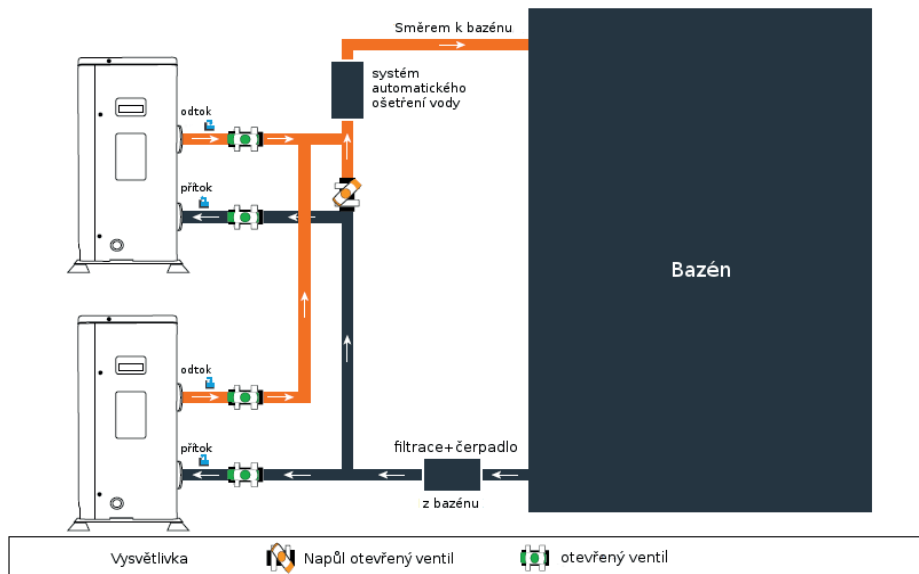 Směrem k bazénu
systém
automatického
ošetření vody
odtok
přítok
Bazén
odtok
přítok
filtrace+čerpadlo
z bazénu
Vysvětlivka
Napůl otevřený ventil
otevřený ventil